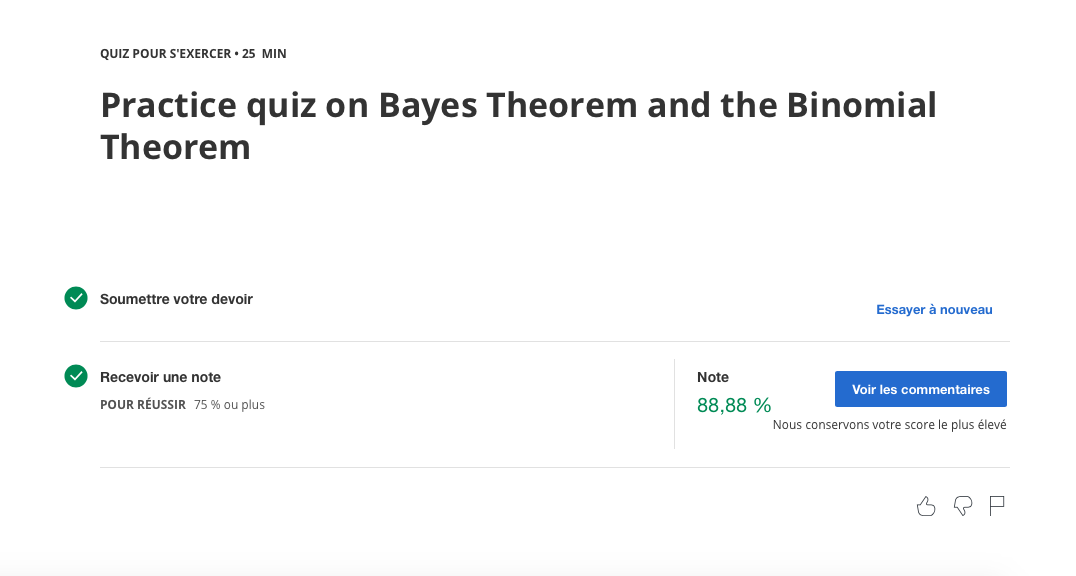 QUIZ POUR S'EXERCER • 25 MIN
Practice quiz on Bayes Theorem and the Binomial
Theorem
Soumettre votre devoir
Essayer à nouveau
Recevoir une note
POUR RÉUSSIR 75 % ou plus
Note
88,88 %
Voir les commentaires
Nous conservons votre score le plus élevé